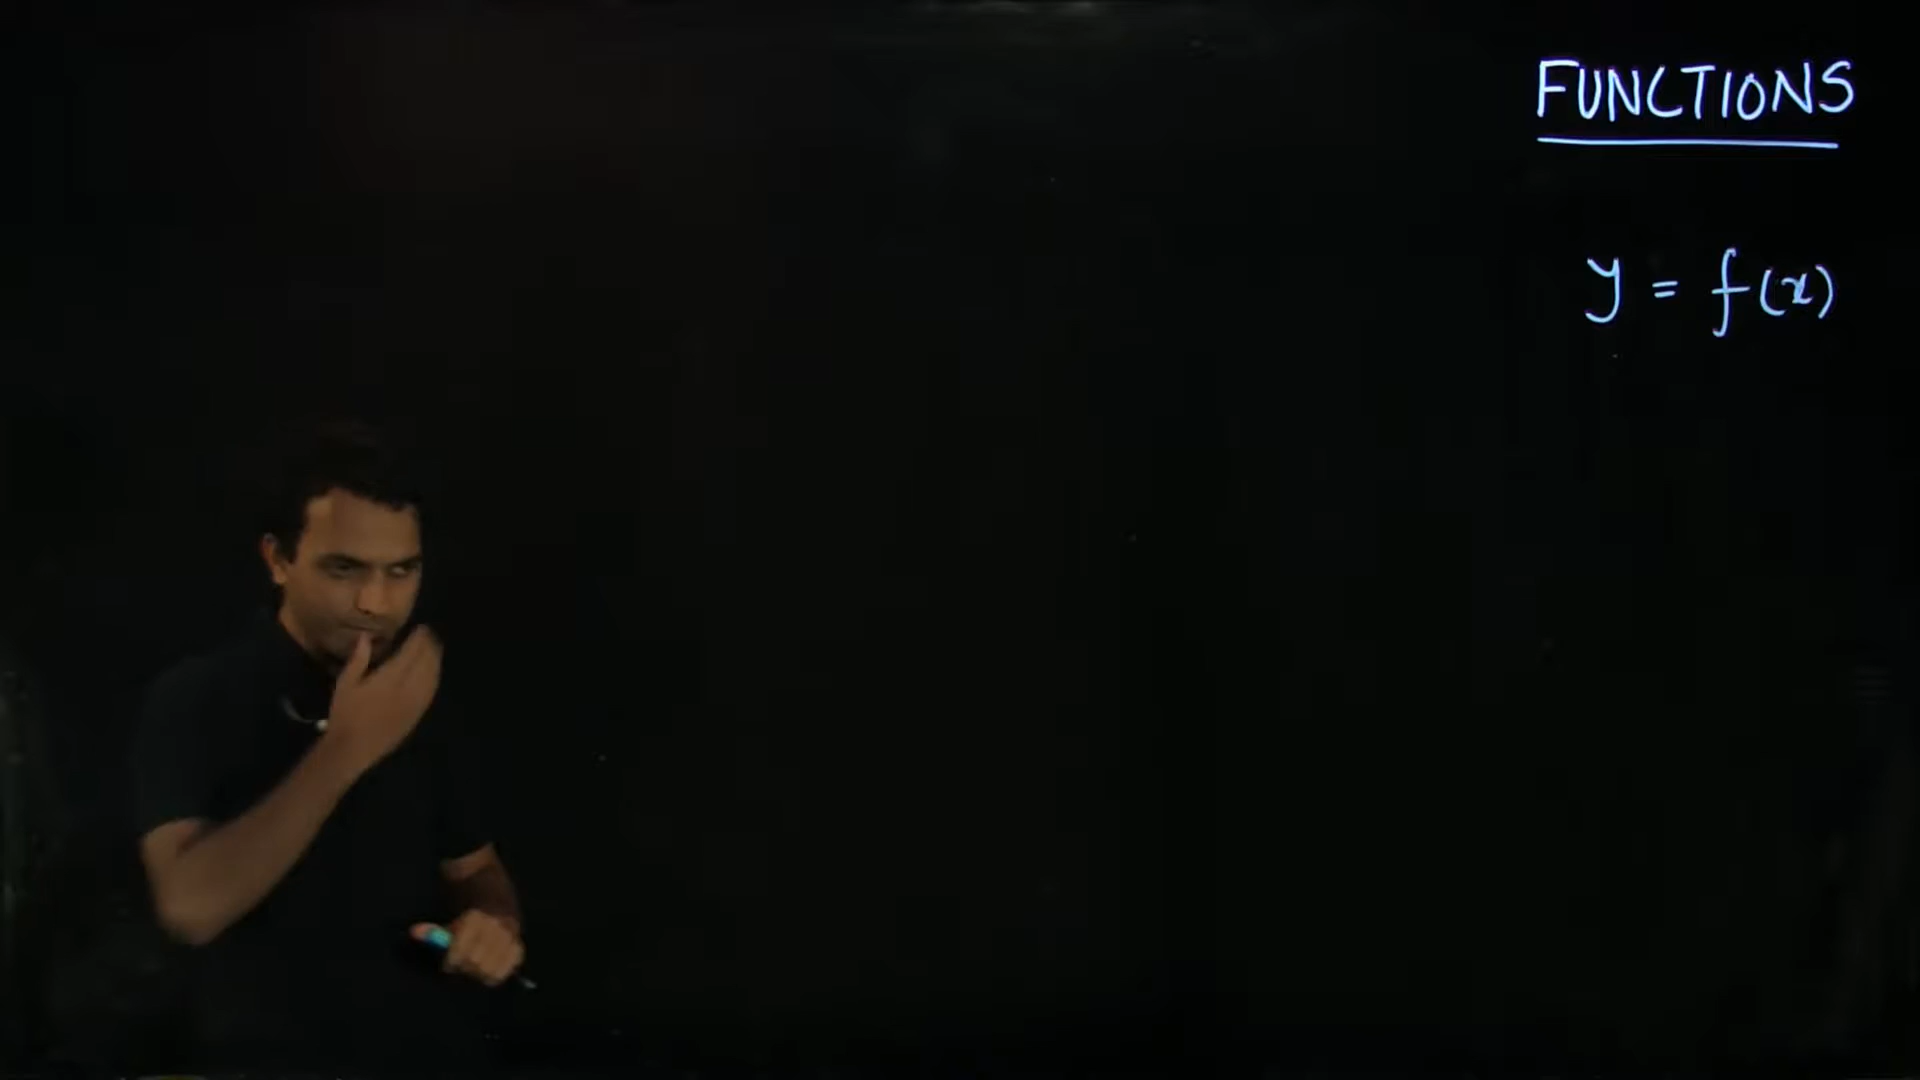 FUNCTIONS
y = f(x)